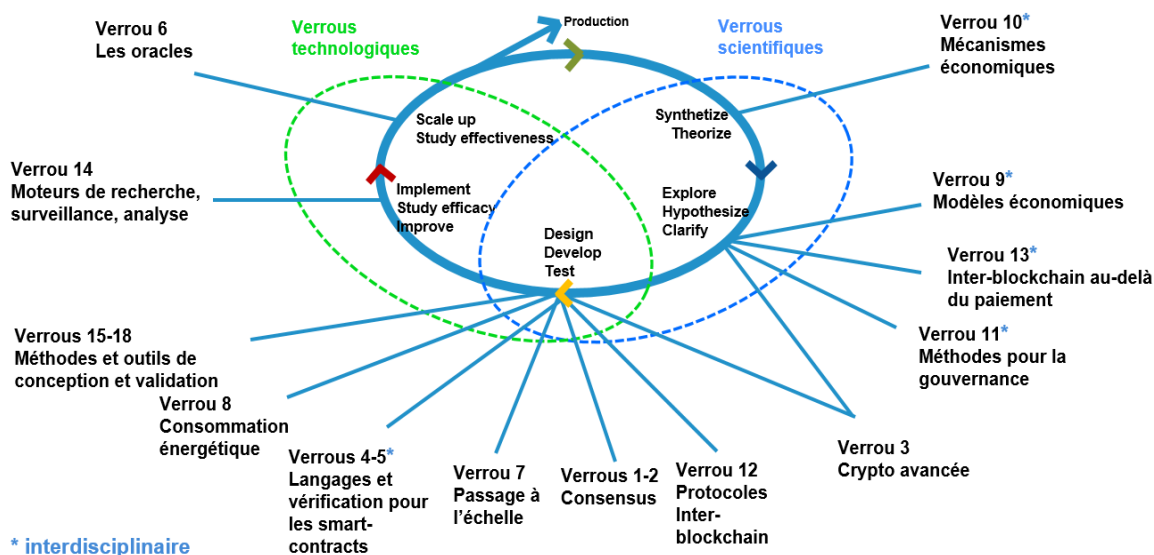 Verrou 6
Les oracles
Verrous
technologiques
Production
Verrous
scientifiques
Verrou 10*
Mécanismes
économiques
Scale up
Study effectiveness
Synthetize
Theorize
Verrou 14
Moteurs de recherche,
surveillance, analyse
Implement
Study efficacy
Improve
Explore
Hypothesize
Clarify
Verrou 9*
Modèles économiques
Design
Develop
Test
Verrou 13*
Inter-blockchain au-delà
du paiement
Verrou 11*
Méthodes pour la
gouvernance
Verrous 15-18
Méthodes et outils de
conception et validation
Verrou 8
Consommation
énergétique
Verrous 4-5*
Langages et
vérification pour
les smart-
contracts
Verrou 7
Passage à
l'échelle
Verrous 1-2
Consensus
Verrou 12
Protocoles
Inter-
blockchain
Verrou 3
Crypto avancée
* interdisciplinaire